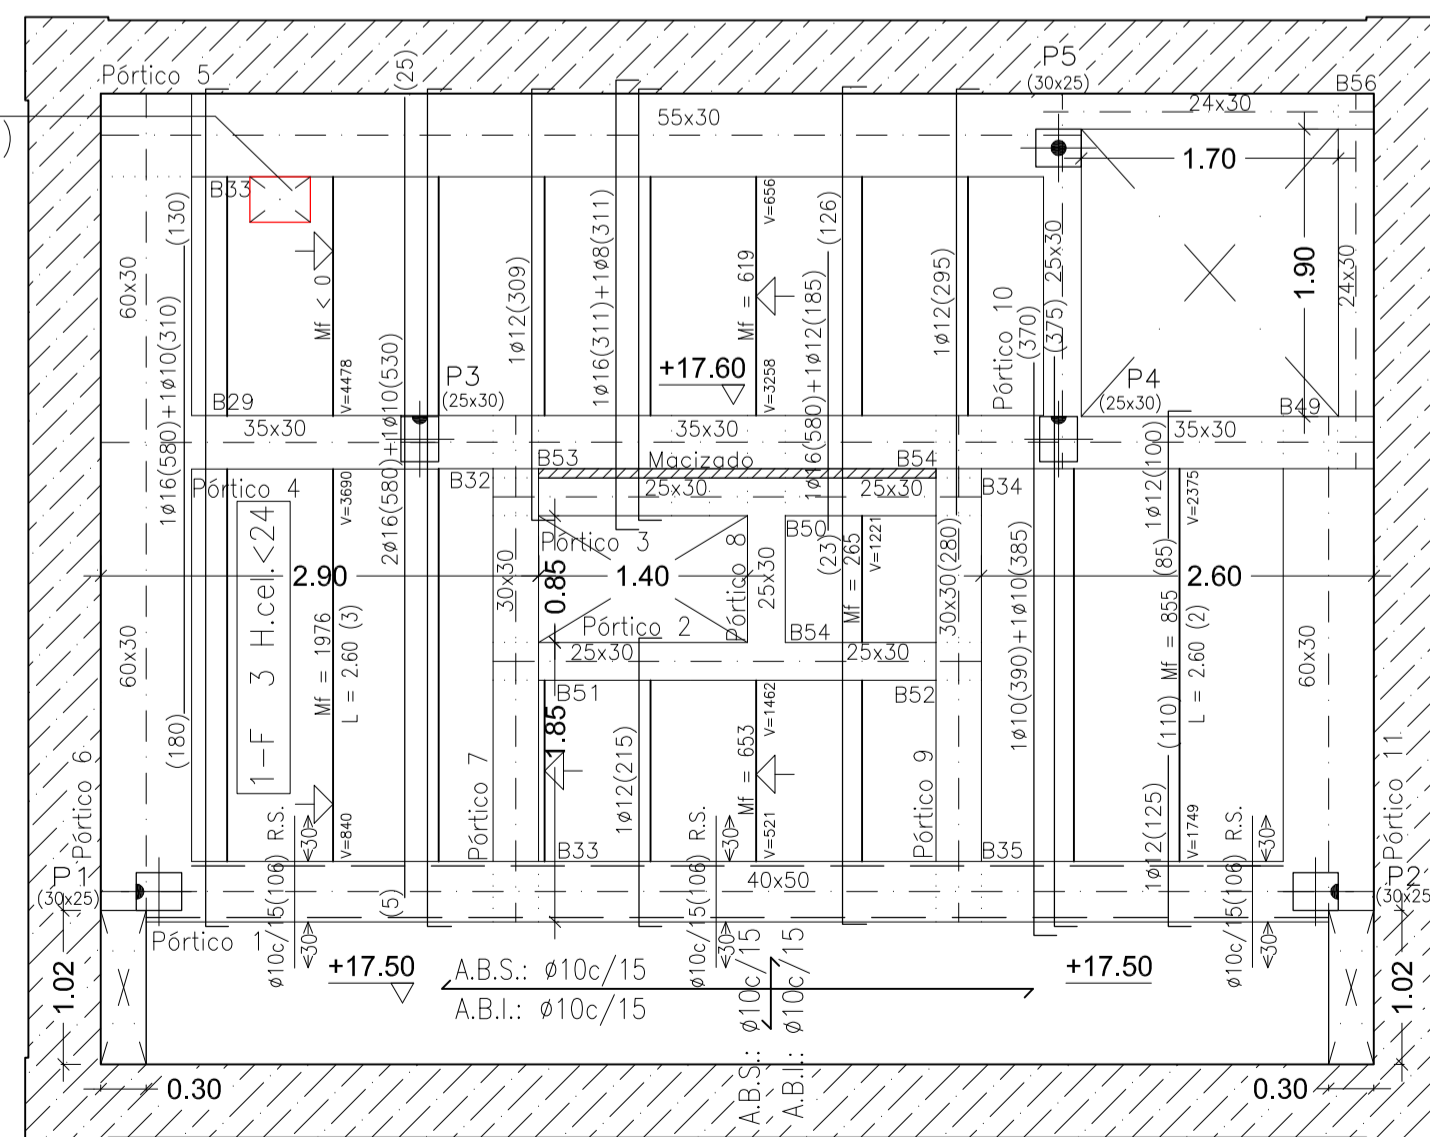 Pórtico 5
(25)
P5
(30x25)
B56
24x30
55x30
)
1.70
B33
(130)
60x30
Mf < 0
V=4478
1ø12(309)
1ø16(311)+1ø8(311)
V=656
Mf = 619
V=3258
(126)
1ø16(580)+1ø12(185)
1ø12(295)
Pórtico 10
(370)
(375)
25x30
1.90
24x30
1ø16(580)+1ø10(310)
2ø16(580)+1ø10(530)
+17.60
P3
(25x30)
P4
(25x30)
B29
B49
35x30
35x30
35x30
B53
Macizado
B54
Pórtico 4
B32
25x30
25x30
B34
V=3690
1ø12(100)
V=2375
1-F 3 H.cel.<24
Pórtico 3
B50
(23)
2.90
0.85
1.40
Pórtico 8
25x30
Mf = 265
V=1221
30x30
30x30(280)
1ø10(390)+1ø10(385)
(85)
2.60
Mf = 1976
L = 2.60 (3)
Pórtico 2
B54
Mf = 855
L = 2.60 (2)
60x30
25x30
25x30
60x30
B51
B52
(180)
1.85
1ø12(215)
V=1462
Mf = 653
V=521
(110)
1ø12(125)
V=1749
Pórtico 6
Pórtico 7
Pórtico 9
Pórtico 11
V=840
B33
B35
30
30
30
P1
(30x25)
40x50
P2
(30x25)
(5)
ø10c/15(106) R.S.
ø10c/15(106) R.S.
ø10c/15(106) R.S.
Pórtico 1
30
30
30
+17.50
A.B.S.: ø10c/15
A.B.I.: ø10c/15
A.B.S.: ø10c/15
A.B.I.: ø10c/15
+17.50
1.02
1.02
0.30
0.30